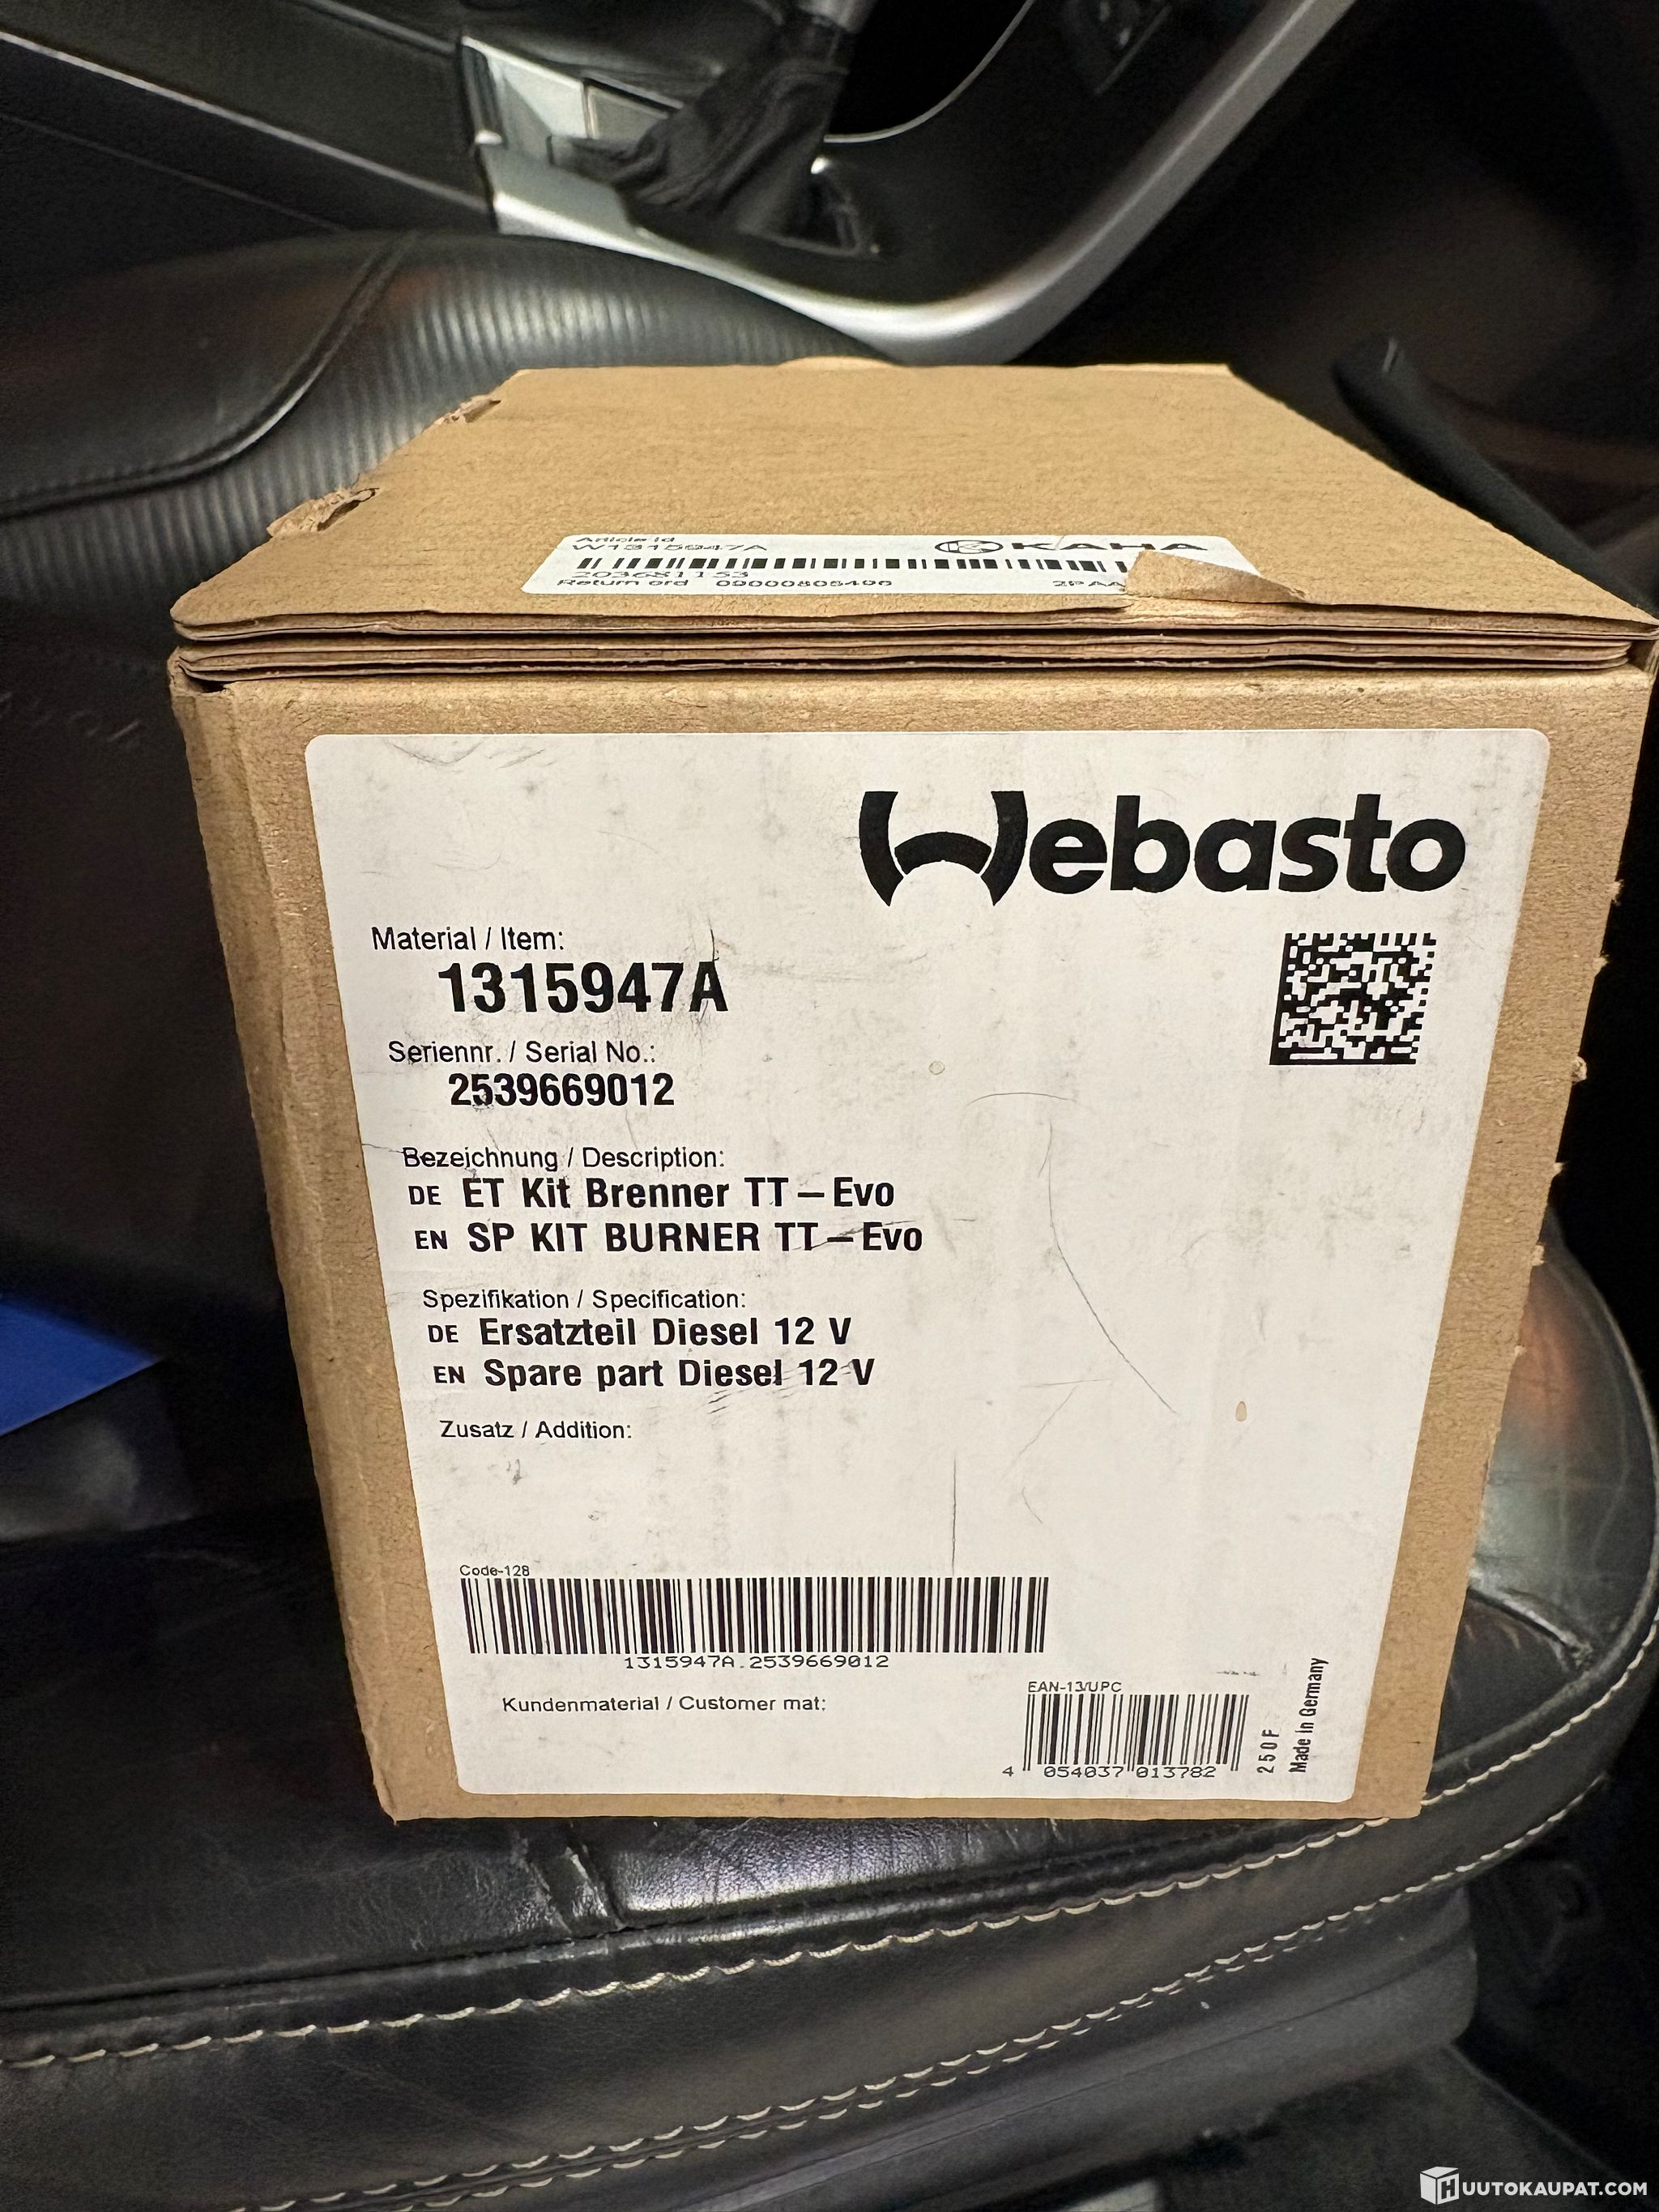 Article id
W1315947A
KAHA
203681153
Return ord 09000805496
2PAA
Webasto
Material / Item:
1315947A
Seriennr. / Serial No.:
2539669012
Bezeichnung / Description:
DE ET Kit Brenner TT – Evo
EN SP KIT BURNER TT – Evo
Spezifikation / Specification:
DE Ersatzteil Diesel 12 V
EN Spare part Diesel 12 V
Zusatz / Addition:
Code-128
1315947A.2539669012
Kundenmaterial / Customer mat:
EAN-13/UPC
4 054037 013782
250F
Made in Germany
HUUTOKAUPAT.COM